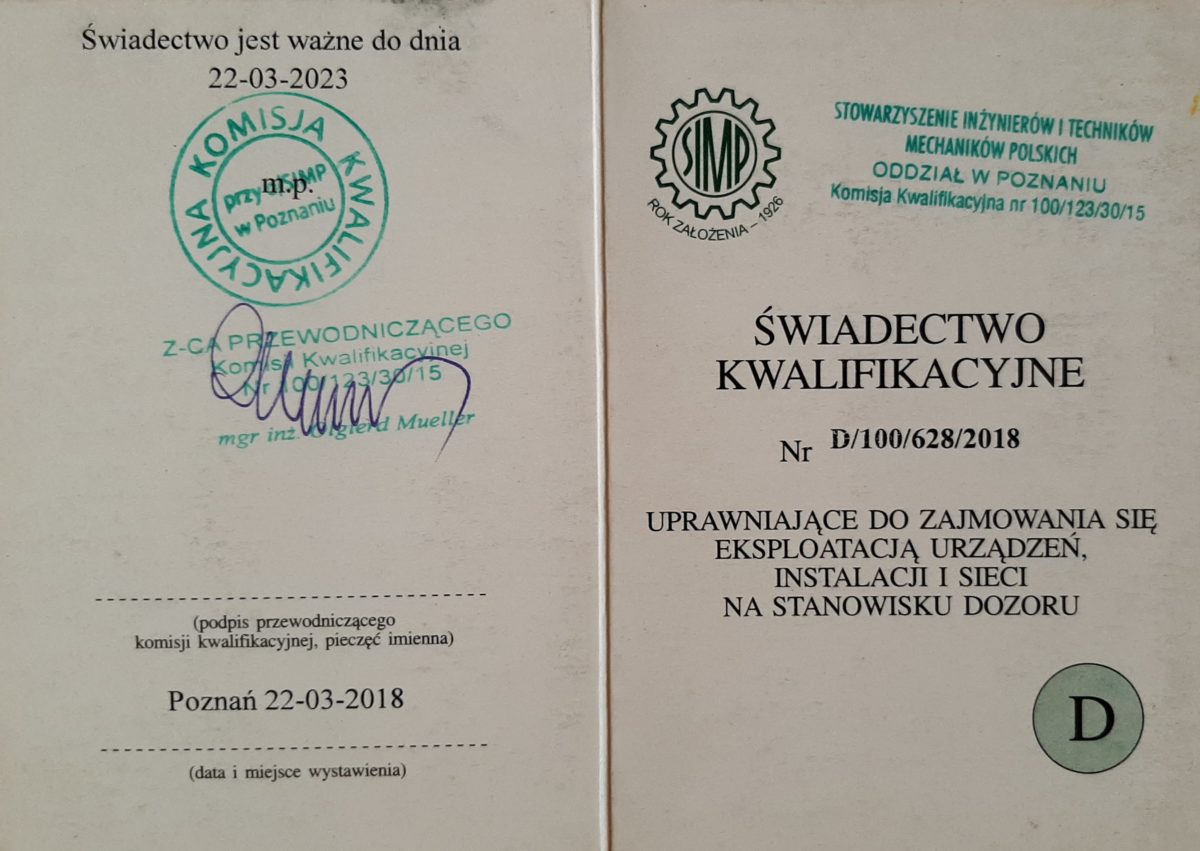 Świadectwo jest ważne do dnia
22-03-2023
KOMISJA KWALIFIKACYJNA
przy SIMP
m.p.
w Poznaniu
Z-CA PRZEWODNICZĄCEGO
Komisji Kwalifikacyjnej
Nr 100/123/30/15
mgr inż. Olgierd Mueller
(podpis przewodniczącego
komisji kwalifikacyjnej, pieczęć imienna)
Poznań 22-03-2018
(data i miejsce wystawienia)
SIMP
ROK ZAŁOŻENIA – 1926
STOWARZYSZENIE INŻYNIERÓW I TECHNIKÓW
MECHANIKÓW POLSKICH
ODDZIAŁ W POZNANIU
Komisja Kwalifikacyjna nr 100/123/30/15
ŚWIADECTWO
KWALIFIKACYJNE
Nr D/100/628/2018
UPRAWNIAJĄCE DO ZAJMOWANIA SIĘ
EKSPLOATACJĄ URZĄDZEŃ,
INSTALACJI I SIECI
NA STANOWISKU DOZORU
D